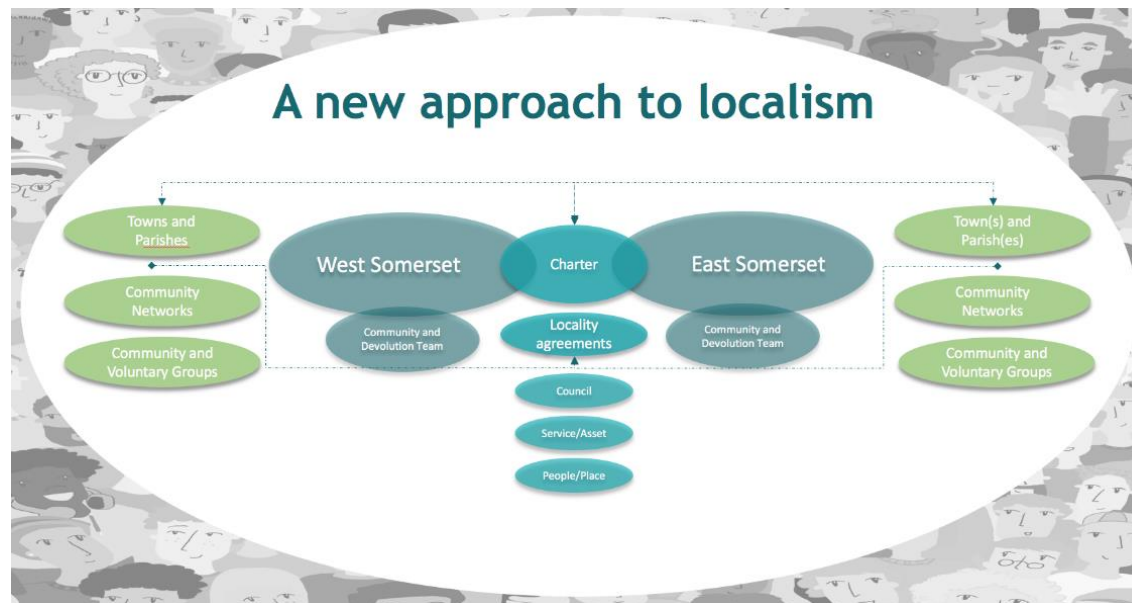 A new approach to localism
Towns and
Parishes
Community
Networks
Community and
Voluntary Groups
West Somerset
Community and
Devolution Team
Charter
Locality
agreements
Council
Service/Asset
People/Place
East Somerset
Community and
Devolution Team
Town(s) and
Parish(es)
Community
Networks
Community and
Voluntary Groups